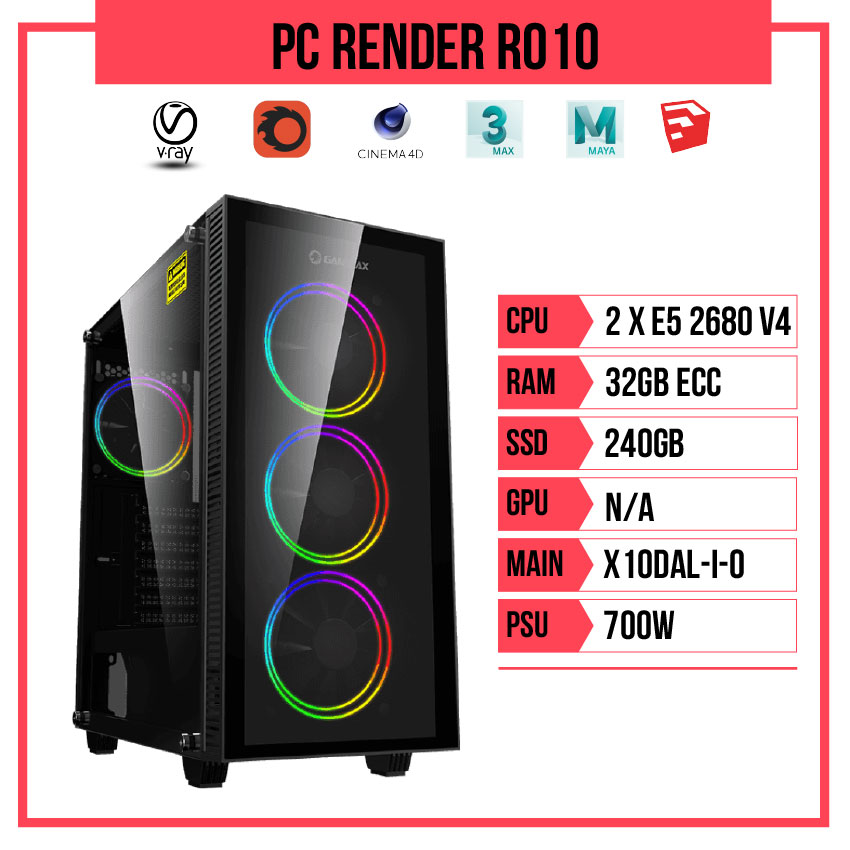 PC RENDER R010
v·ray
CINEMA 4D
3
MAX
M
MAYA
GAMEMAX
CPU 2 X E5 2680 V4
RAM 32GB ECC
SSD 240GB
GPU N/A
MAIN X10DAL-I-O
PSU 700W